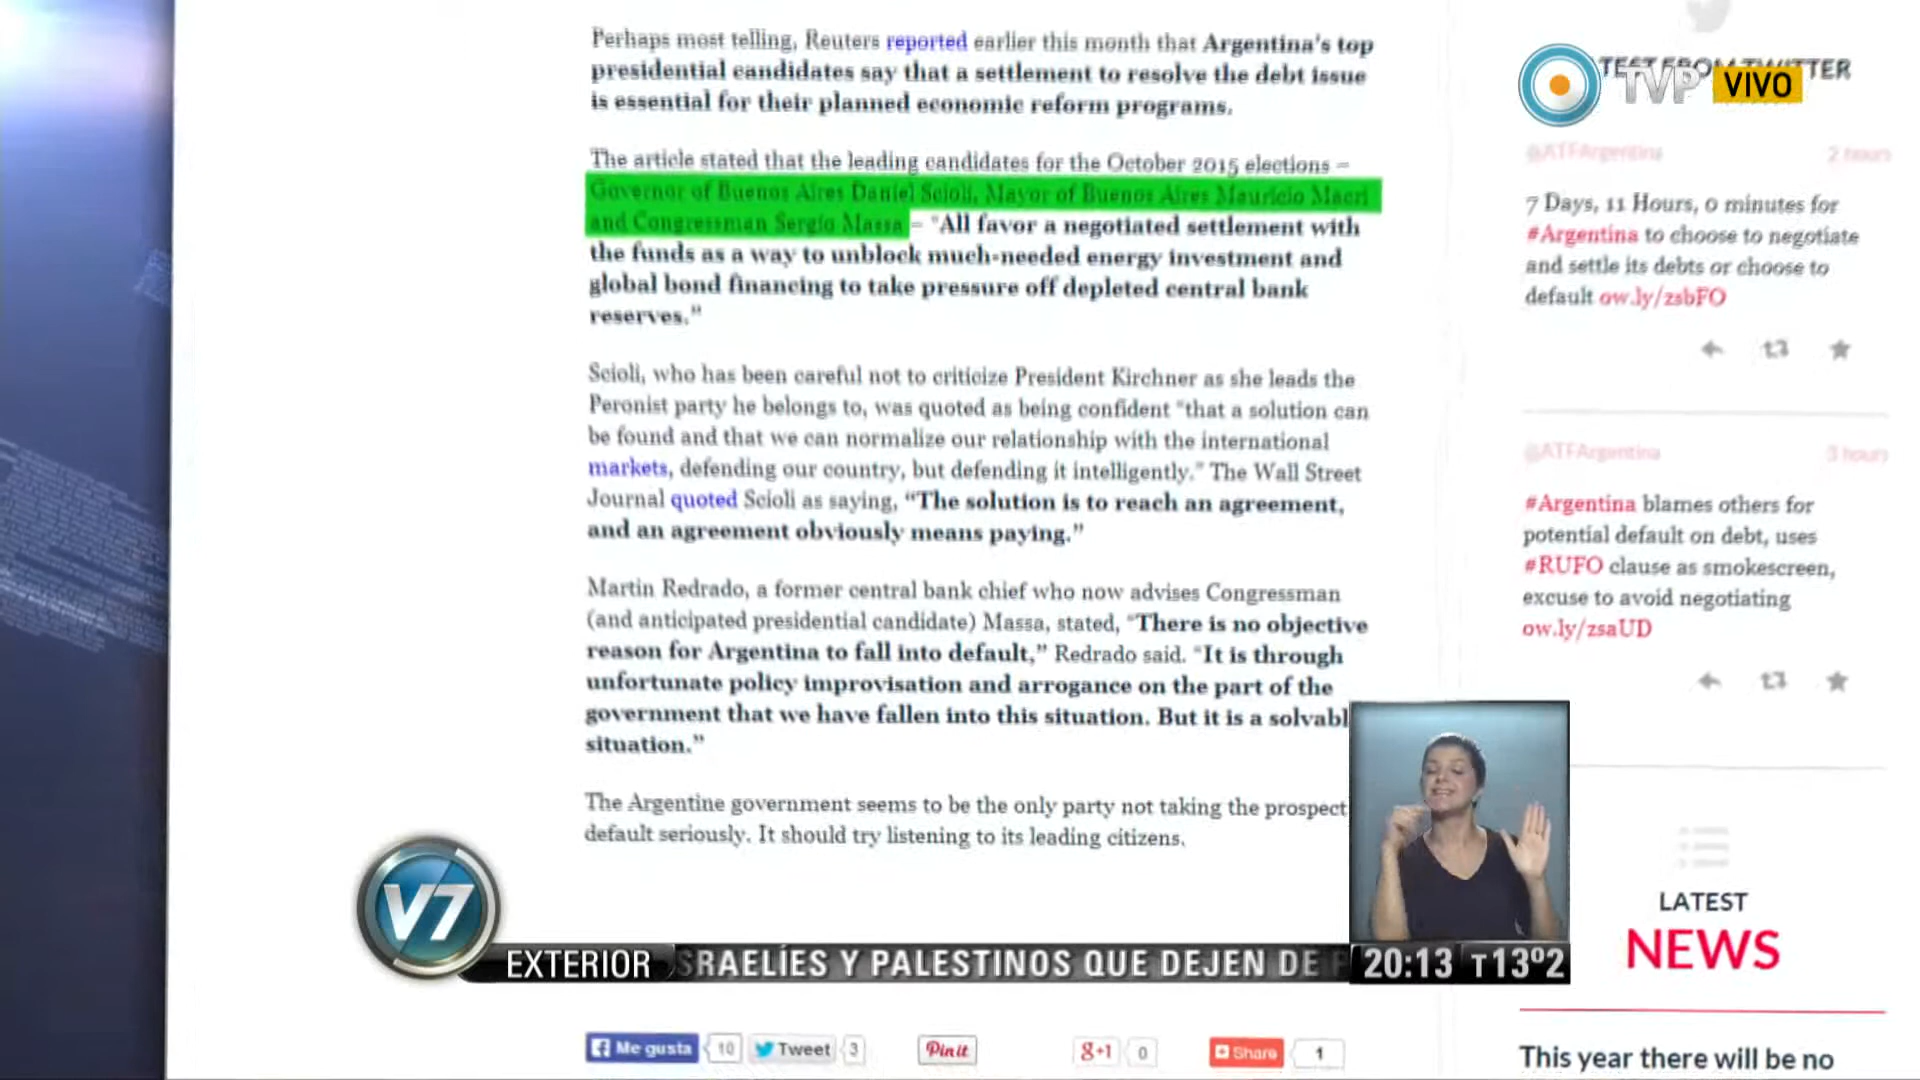 Perhaps most telling, Reuters reported earlier this month that Argentina's top
presidential candidates say that a settlement to resolve the debt issue
is essential for their planned economic reform programs.
The article stated that the leading candidates for the October 2015 elections –
Governor of Buenos Aires Daniel Scioli, Mayor of Buenos Aires Mauricio Macri
and Congressman Sergio Massa – "All favor a negotiated settlement with
the funds as a way to unblock much-needed energy investment and
global bond financing to take pressure off depleted central bank
reserves."
Scioli, who has been careful not to criticize President Kirchner as she leads the
Peronist party he belongs to, was quoted as being confident "that a solution can
be found and that we can normalize our relationship with the international
markets, defending our country, but defending it intelligently." The Wall Street
Journal quoted Scioli as saying, "The solution is to reach an agreement,
and an agreement obviously means paying."
Martin Redrado, a former central bank chief who now advises Congressman
(and anticipated presidential candidate) Massa, stated, "There is no objective
reason for Argentina to fall into default," Redrado said. "It is through
unfortunate policy improvisation and arrogance on the part of the
government that we have fallen into this situation. But it is a solvabl
situation."
The Argentine government seems to be the only party not taking the prospect
default seriously. It should try listening to its leading citizens.
Me gusta 10 Tweet 3 Pin it g+1 0 Share 1
TVP VIVO
@ATFArgentina 2 hours
7 Days, 11 Hours, 0 minutes for
#Argentina to choose to negotiate
and settle its debts or choose to
default ow.ly/zsbFO
@ATFArgentina 3 hours
#Argentina blames others for
potential default on debt, uses
#RUFO clause as smokescreen,
excuse to avoid negotiating
ow.ly/zsaUD
LATEST
NEWS
This year there will be no
V7
EXTERIOR SRAELÍES Y PALESTINOS QUE DEJEN DE
20:13 T13º2